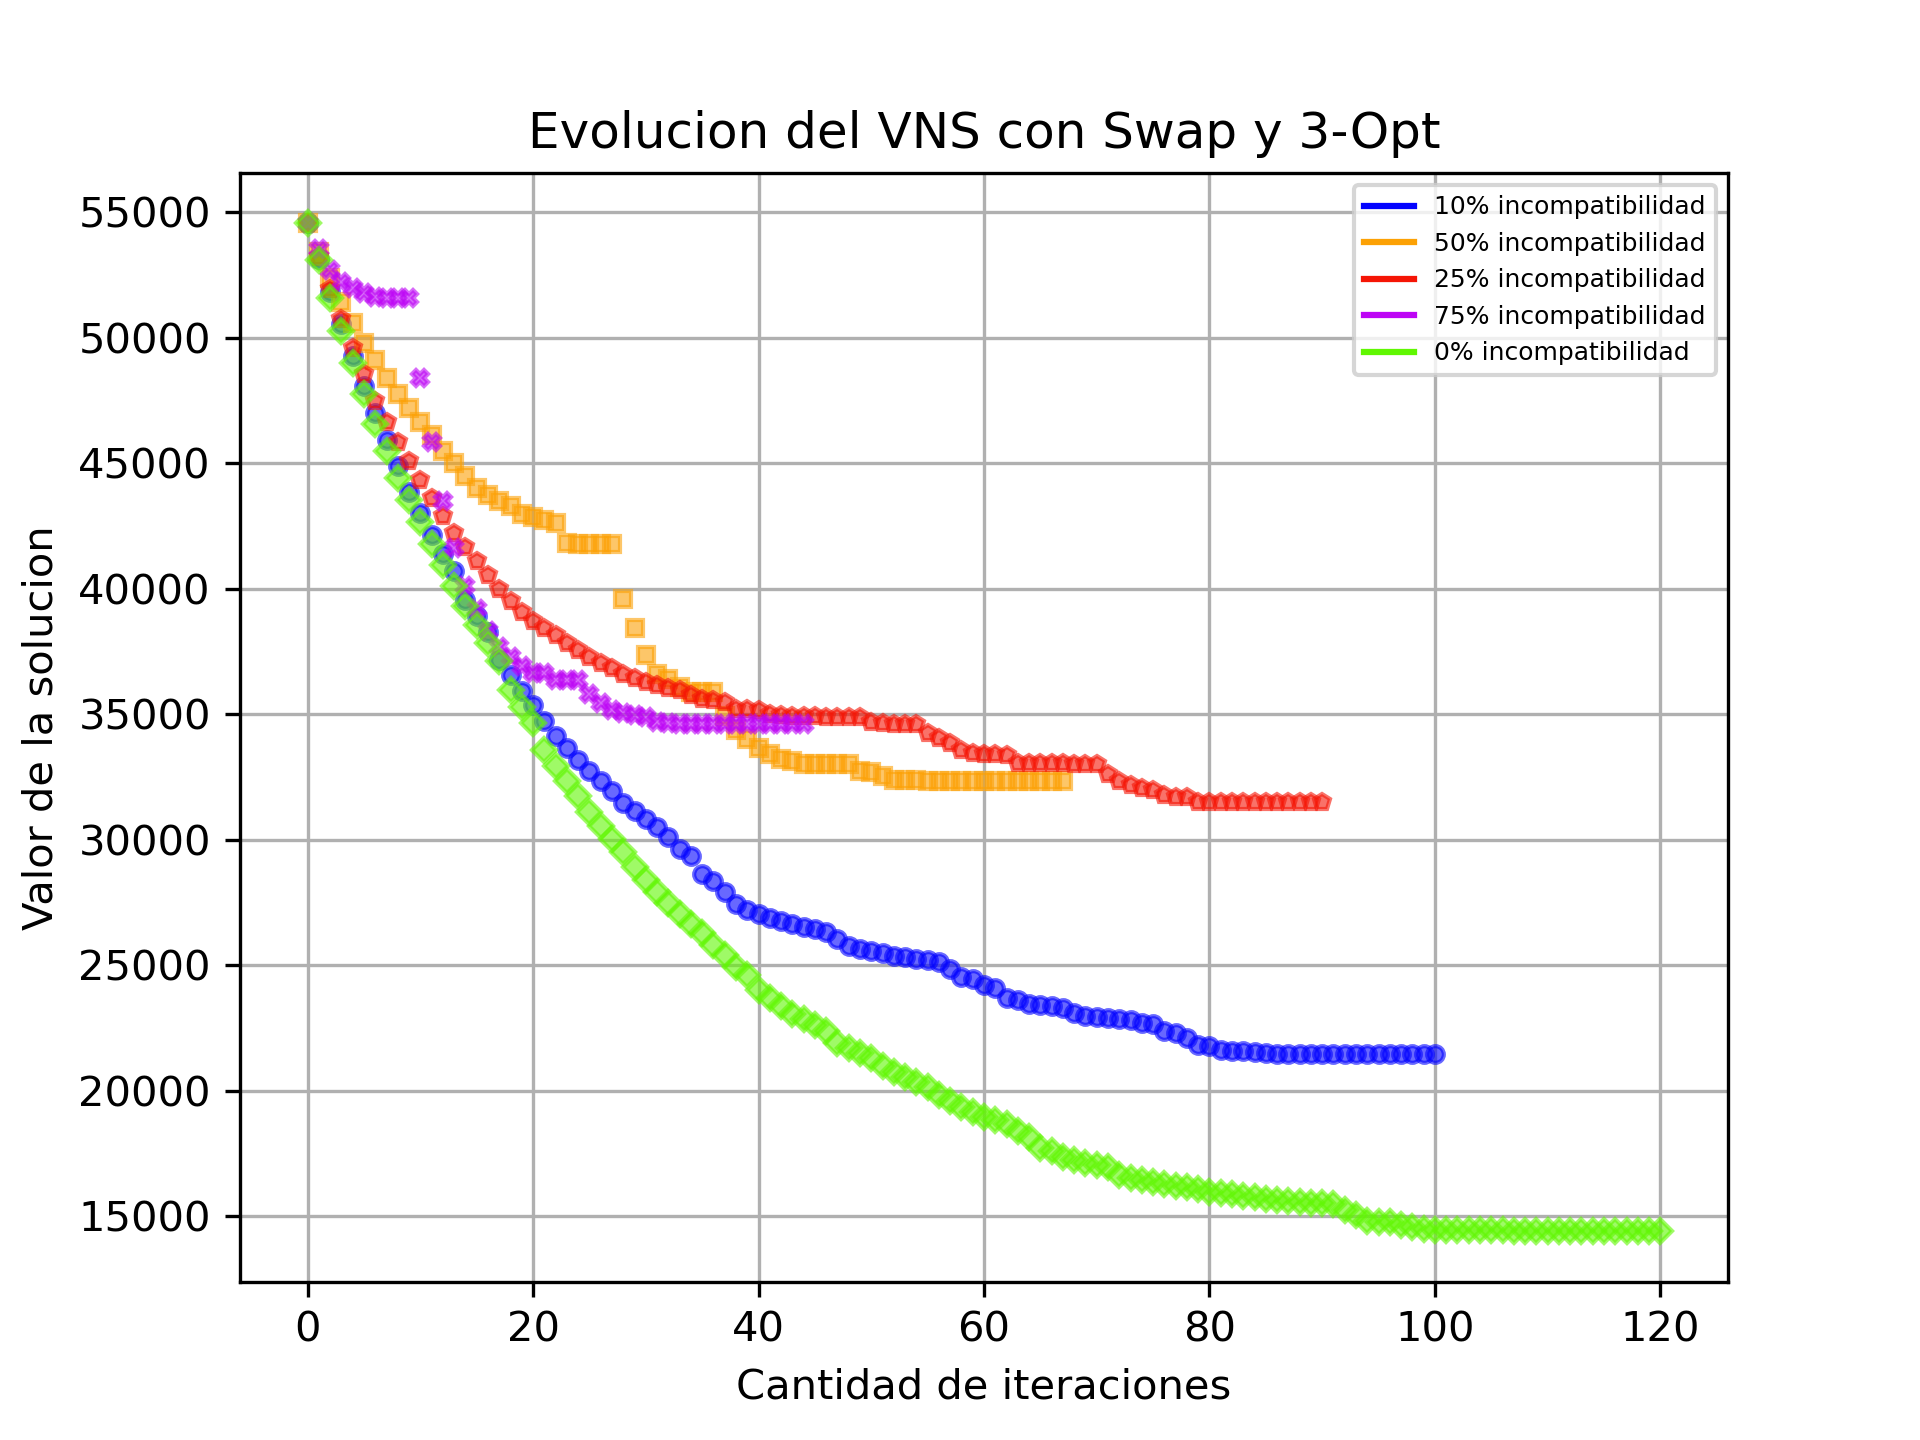 Evolucion del VNS con Swap y 3-Opt
10% incompatibilidad
50% incompatibilidad
25% incompatibilidad
75% incompatibilidad
0% incompatibilidad
Valor de la solucion
55000
50000
45000
40000
35000
30000
25000
20000
15000
0 20 40 60 80 100 120
Cantidad de iteraciones